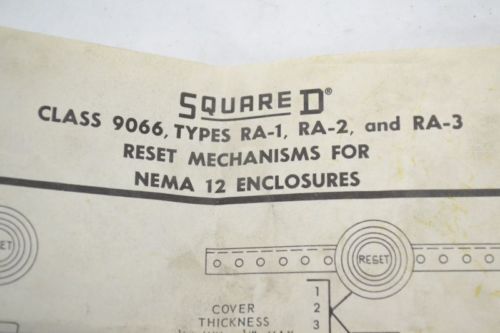 SQUARE D®
CLASS 9066, TYPES RA-1, RA-2, and RA-3
RESET MECHANISMS FOR
NEMA 12 ENCLOSURES
RESET
1
COVER
2
THICKNESS
3